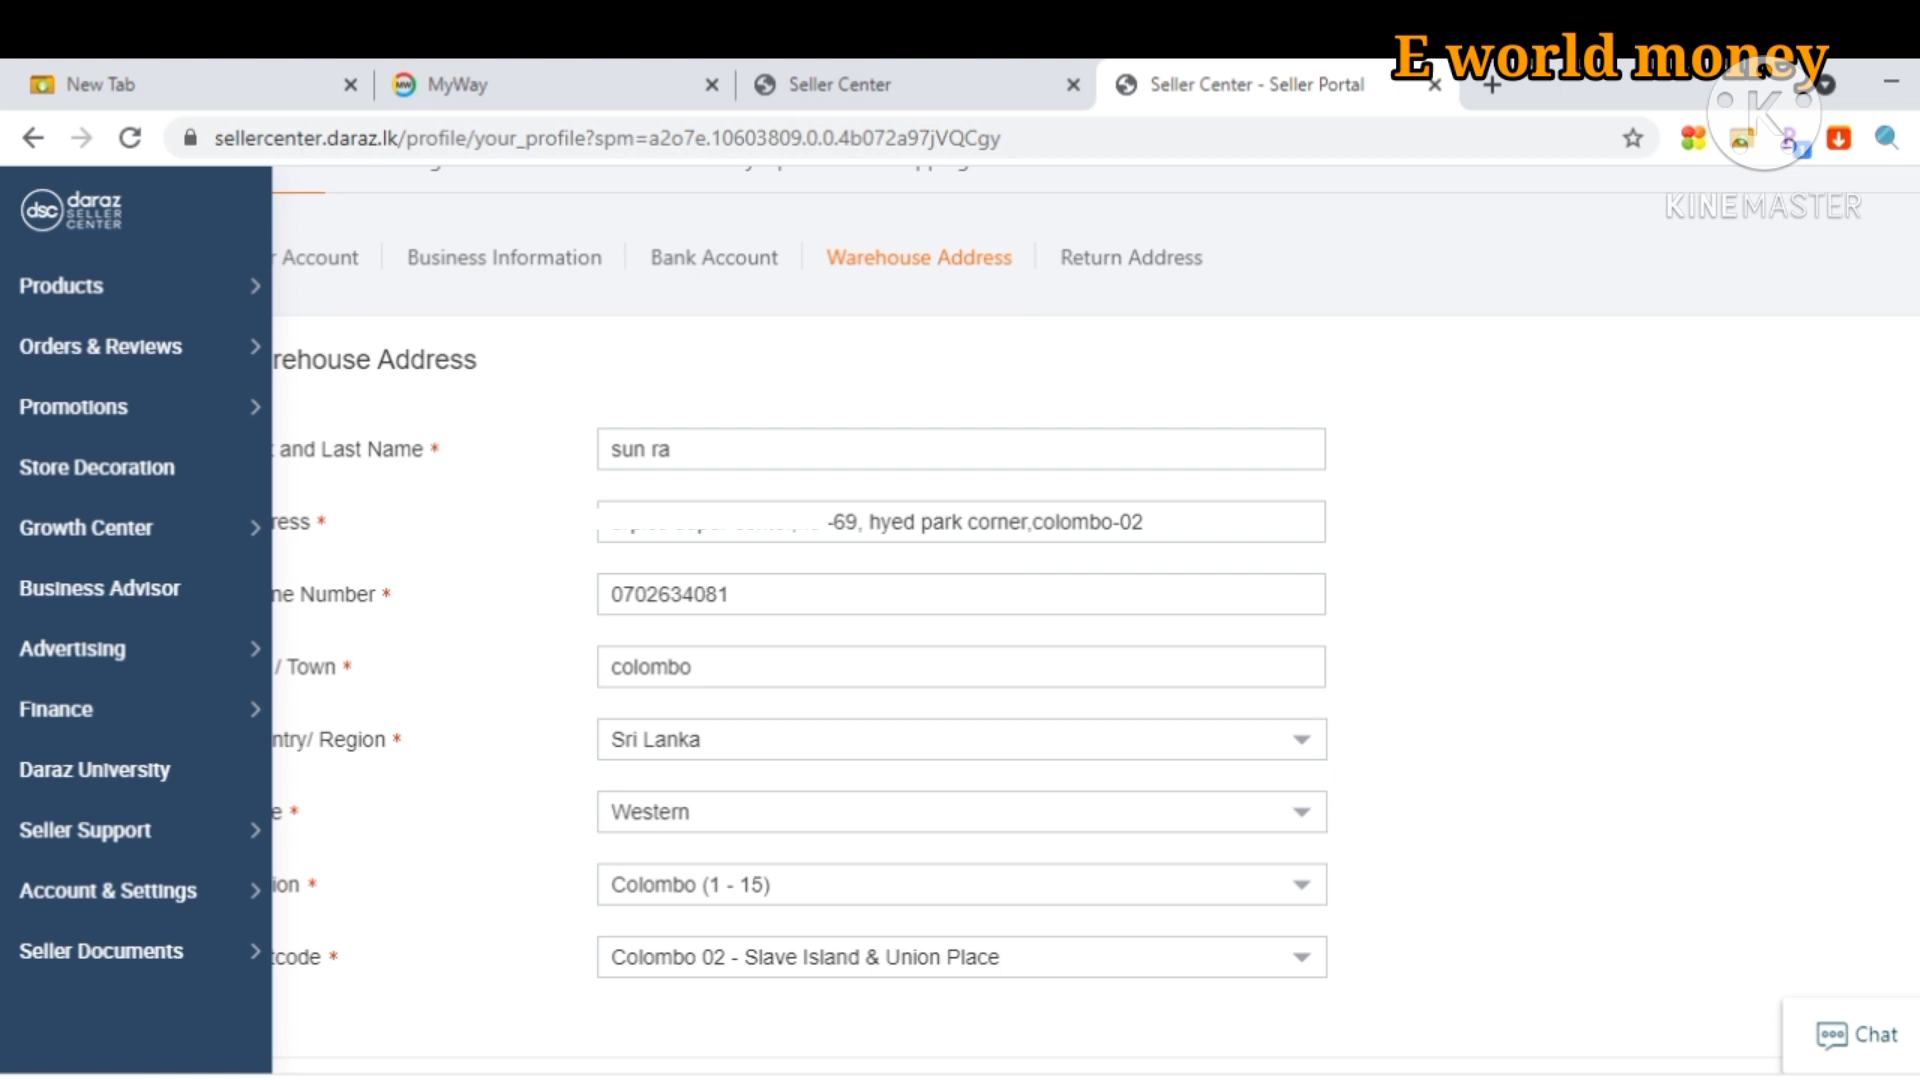 E world money
New Tab
MyWay
Seller Center
Seller Center - Seller Portal
sellercenter.daraz.lk/profile/your_profile?spm=a2o7e.10603809.0.0.4b072a97jVQCgy
K
KINEMASTER
dsc daraz
SELLER
CENTER
r Account
Business Information
Bank Account
Warehouse Address
Return Address
Products
Orders & Reviews
Promotions
Store Decoration
Growth Center
Business Advisor
Advertising
Finance
Daraz University
Seller Support
Account & Settings
Seller Documents
rehouse Address
and Last Name * sun ra
ress * -69, hyed park corner,colombo-02
ne Number * 0702634081
/ Town * colombo
ntry/ Region * Sri Lanka
e * Western
ion * Colombo (1 - 15)
tcode * Colombo 02 - Slave Island & Union Place
Chat